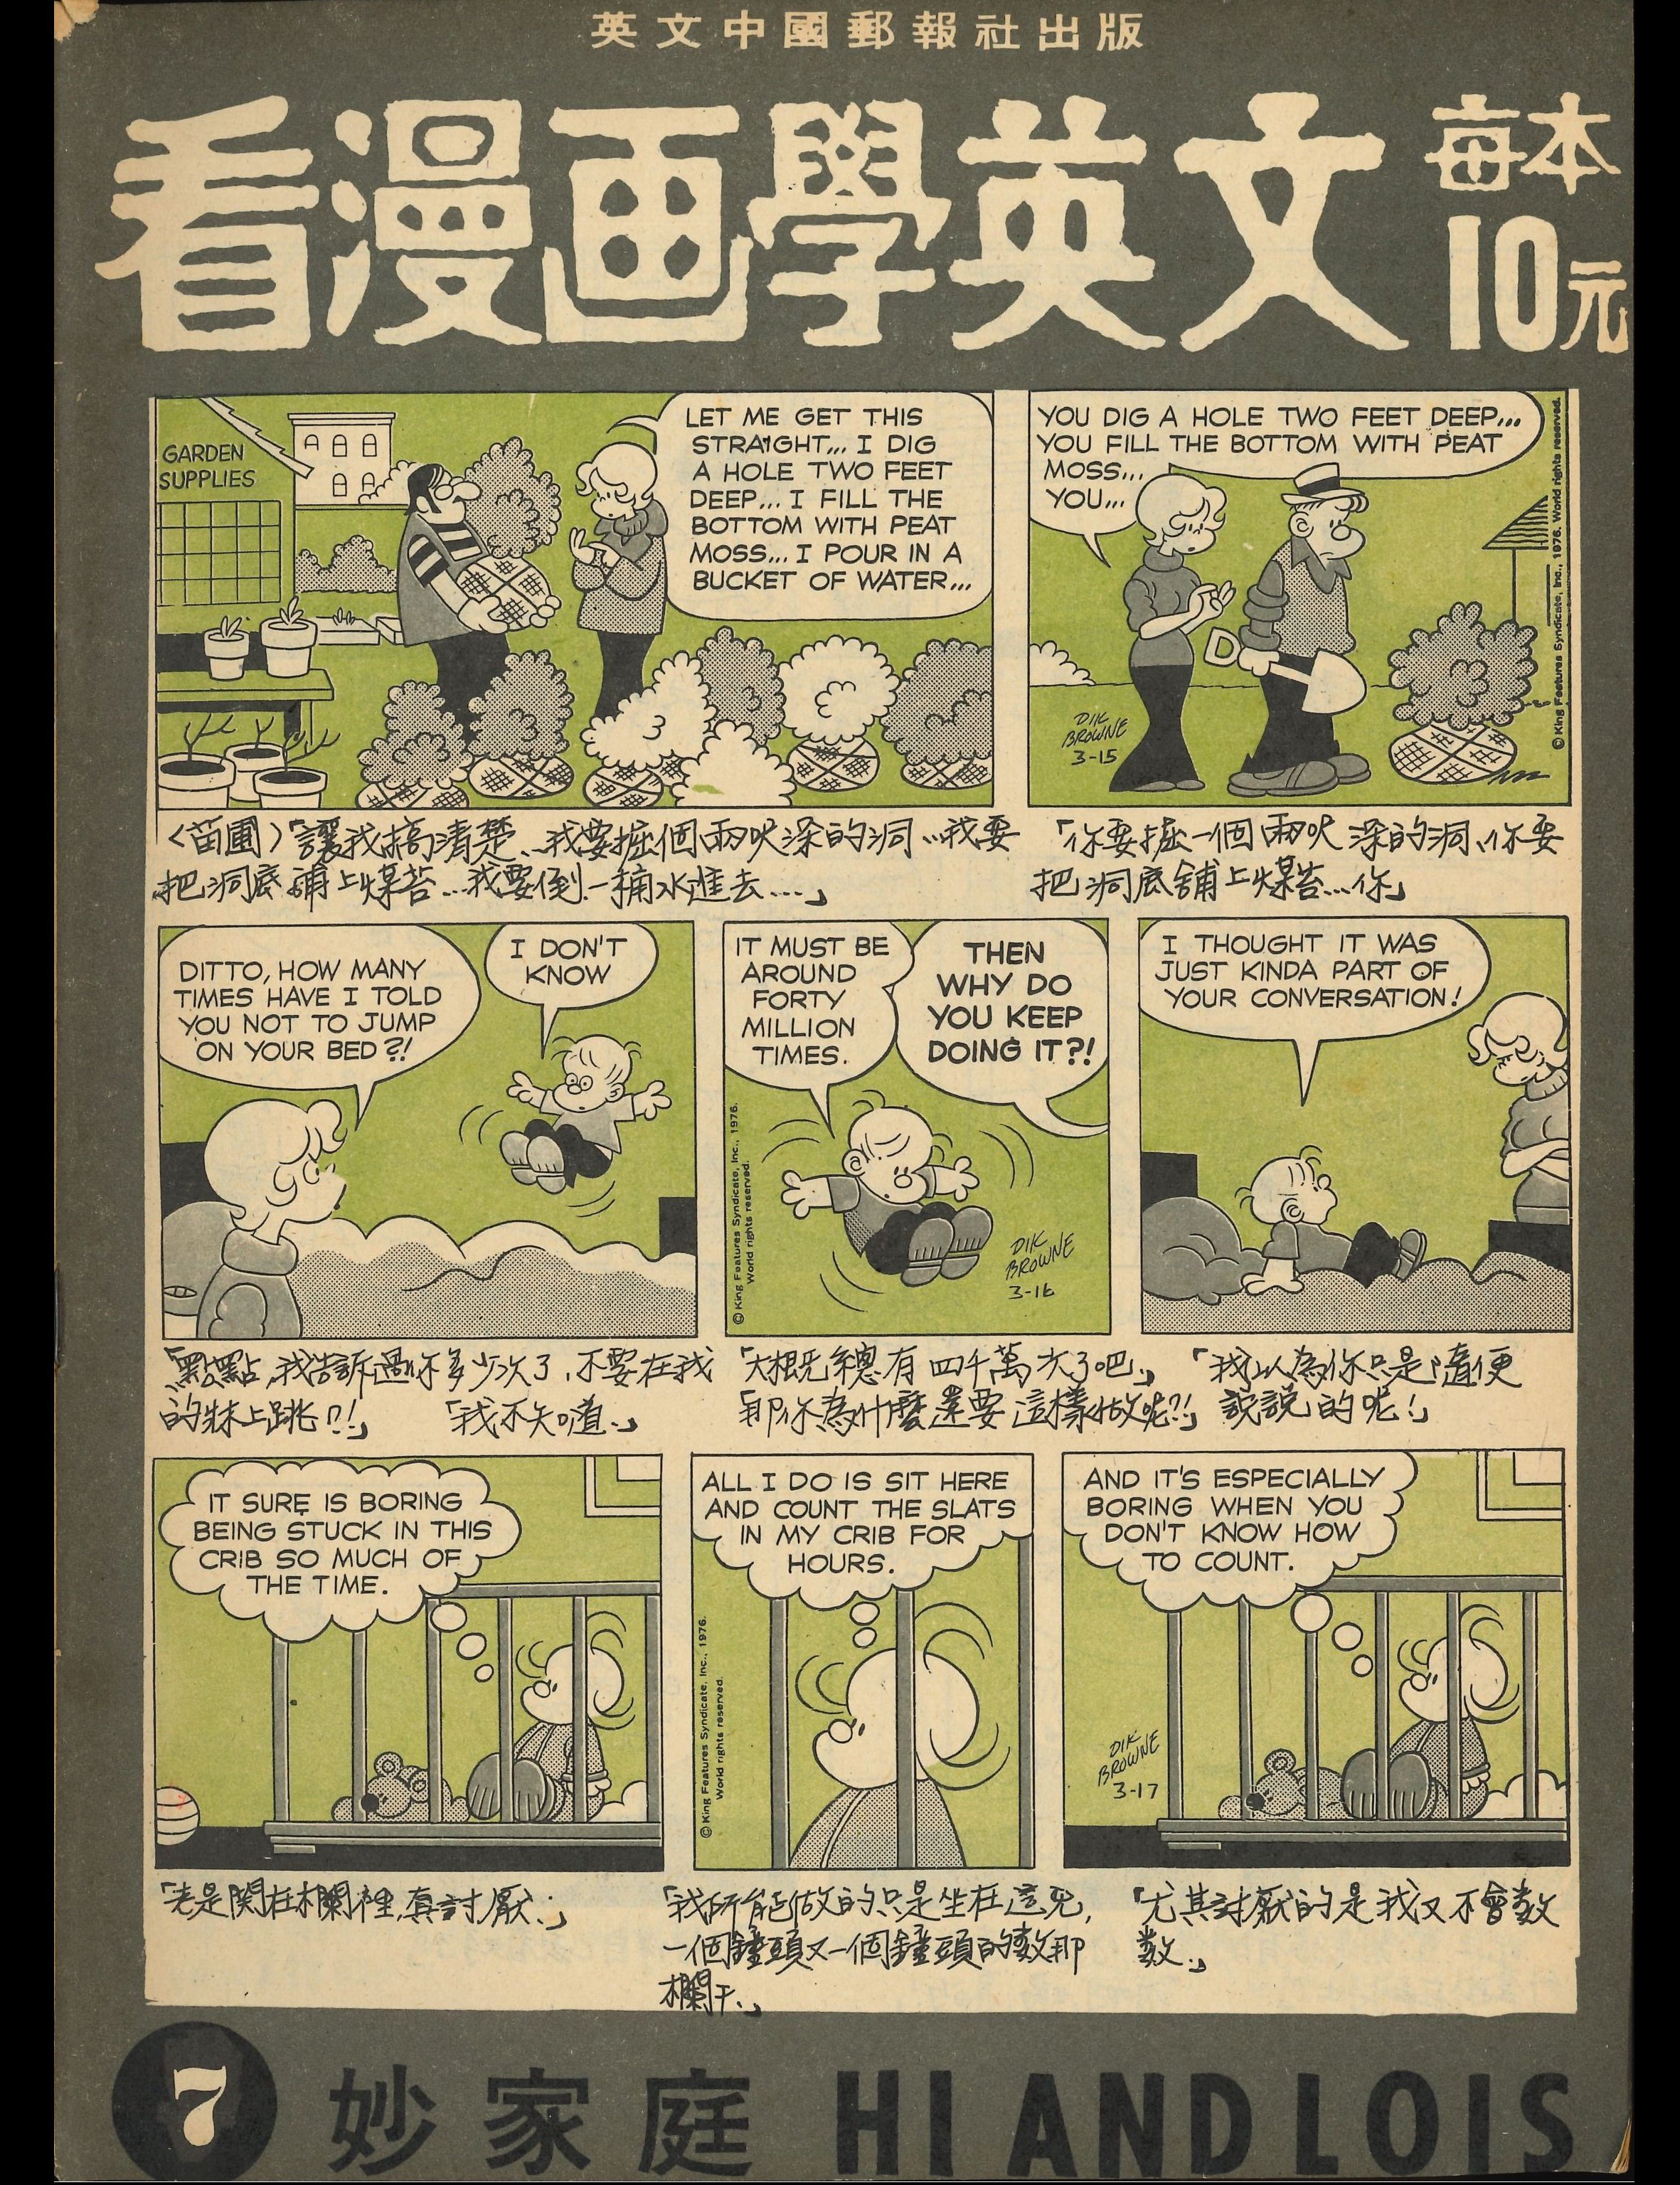 英文中國郵報社出版
看漫画學英文
每本
10元
GARDEN
SUPPLIES
LET ME GET THIS
STRAIGHT... I DIG
A HOLE TWO FEET
DEEP... I FILL THE
BOTTOM WITH PEAT
MOSS... I POUR IN A
BUCKET OF WATER...
YOU DIG A HOLE TWO FEET DEEP...
YOU FILL THE BOTTOM WITH PEAT
MOSS...
YOU...
DIK
BROWNE
3-15
© King Features Syndicate, Inc., 1976. World rights reserved.
〈苗圃〉「讓我搞清楚...我要掘個兩呎深的洞...我要
把洞底鋪上煤苔...我要倒一桶水進去....」
「你要掘一個兩呎深的洞...你要
把洞底舖上煤苔...你」
DITTO, HOW MANY
TIMES HAVE I TOLD
YOU NOT TO JUMP
ON YOUR BED?!
I DON'T
KNOW
IT MUST BE
AROUND
FORTY
MILLION
TIMES.
THEN
WHY DO
YOU KEEP
DOING IT?!
© King Features Syndicate, Inc., 1976.
World rights reserved.
DIK
BROWNE
3-16
I THOUGHT IT WAS
JUST KINDA PART OF
YOUR CONVERSATION!
「點點,我告訴過你多少次了,不要在我
的牀上跳?!」 「我不知道.」
「大概總有四千萬次了吧.」
「那你為什麼還要這樣做呢?!」
「我以為你只是隨便
說說的呢!」
IT SURE IS BORING
BEING STUCK IN THIS
CRIB SO MUCH OF
THE TIME.
ALL I DO IS SIT HERE
AND COUNT THE SLATS
IN MY CRIB FOR
HOURS.
© King Features Syndicate, Inc., 1976.
World rights reserved.
AND IT'S ESPECIALLY
BORING WHEN YOU
DON'T KNOW HOW
TO COUNT.
DIK
BROWNE
3-17
「老是関在欄裡,真討厭.」
「我所能做的只是坐在這兒,
一個鐘頭又一個鐘頭的數那
欄干.」
「尤其討厭的是我又不會數
數.」
7 妙家庭 HI AND LOIS